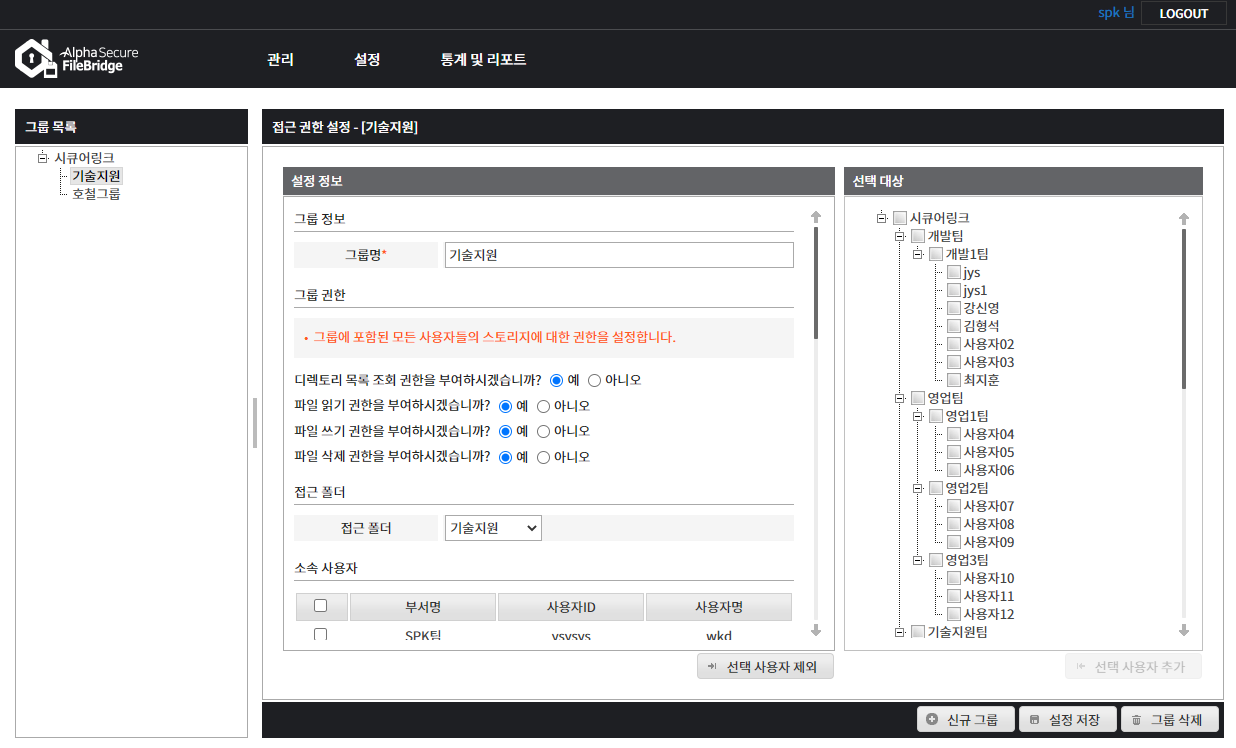 spk 님 LOGOUT
AlphaSecure
FileBridge
관리 설정 통계 및 리포트
그룹 목록
시큐어링크
기술지원
호철그룹
접근 권한 설정 - [기술지원]
설정 정보
그룹 정보
그룹명* 기술지원
그룹 권한
• 그룹에 포함된 모든 사용자들의 스토리지에 대한 권한을 설정합니다.
디렉토리 목록 조회 권한을 부여하시겠습니까? 예 아니오
파일 읽기 권한을 부여하시겠습니까? 예 아니오
파일 쓰기 권한을 부여하시겠습니까? 예 아니오
파일 삭제 권한을 부여하시겠습니까? 예 아니오
접근 폴더
접근 폴더 기술지원
소속 사용자
부서명 사용자ID 사용자명
SPK팀 ysysys wkd
선택 사용자 제외
선택 대상
시큐어링크
개발팀
개발1팀
jys
jys1
강신영
김형석
사용자02
사용자03
최지훈
영업팀
영업1팀
사용자04
사용자05
사용자06
영업2팀
사용자07
사용자08
사용자09
영업3팀
사용자10
사용자11
사용자12
기술지원팀
선택 사용자 추가
신규 그룹 설정 저장 그룹 삭제